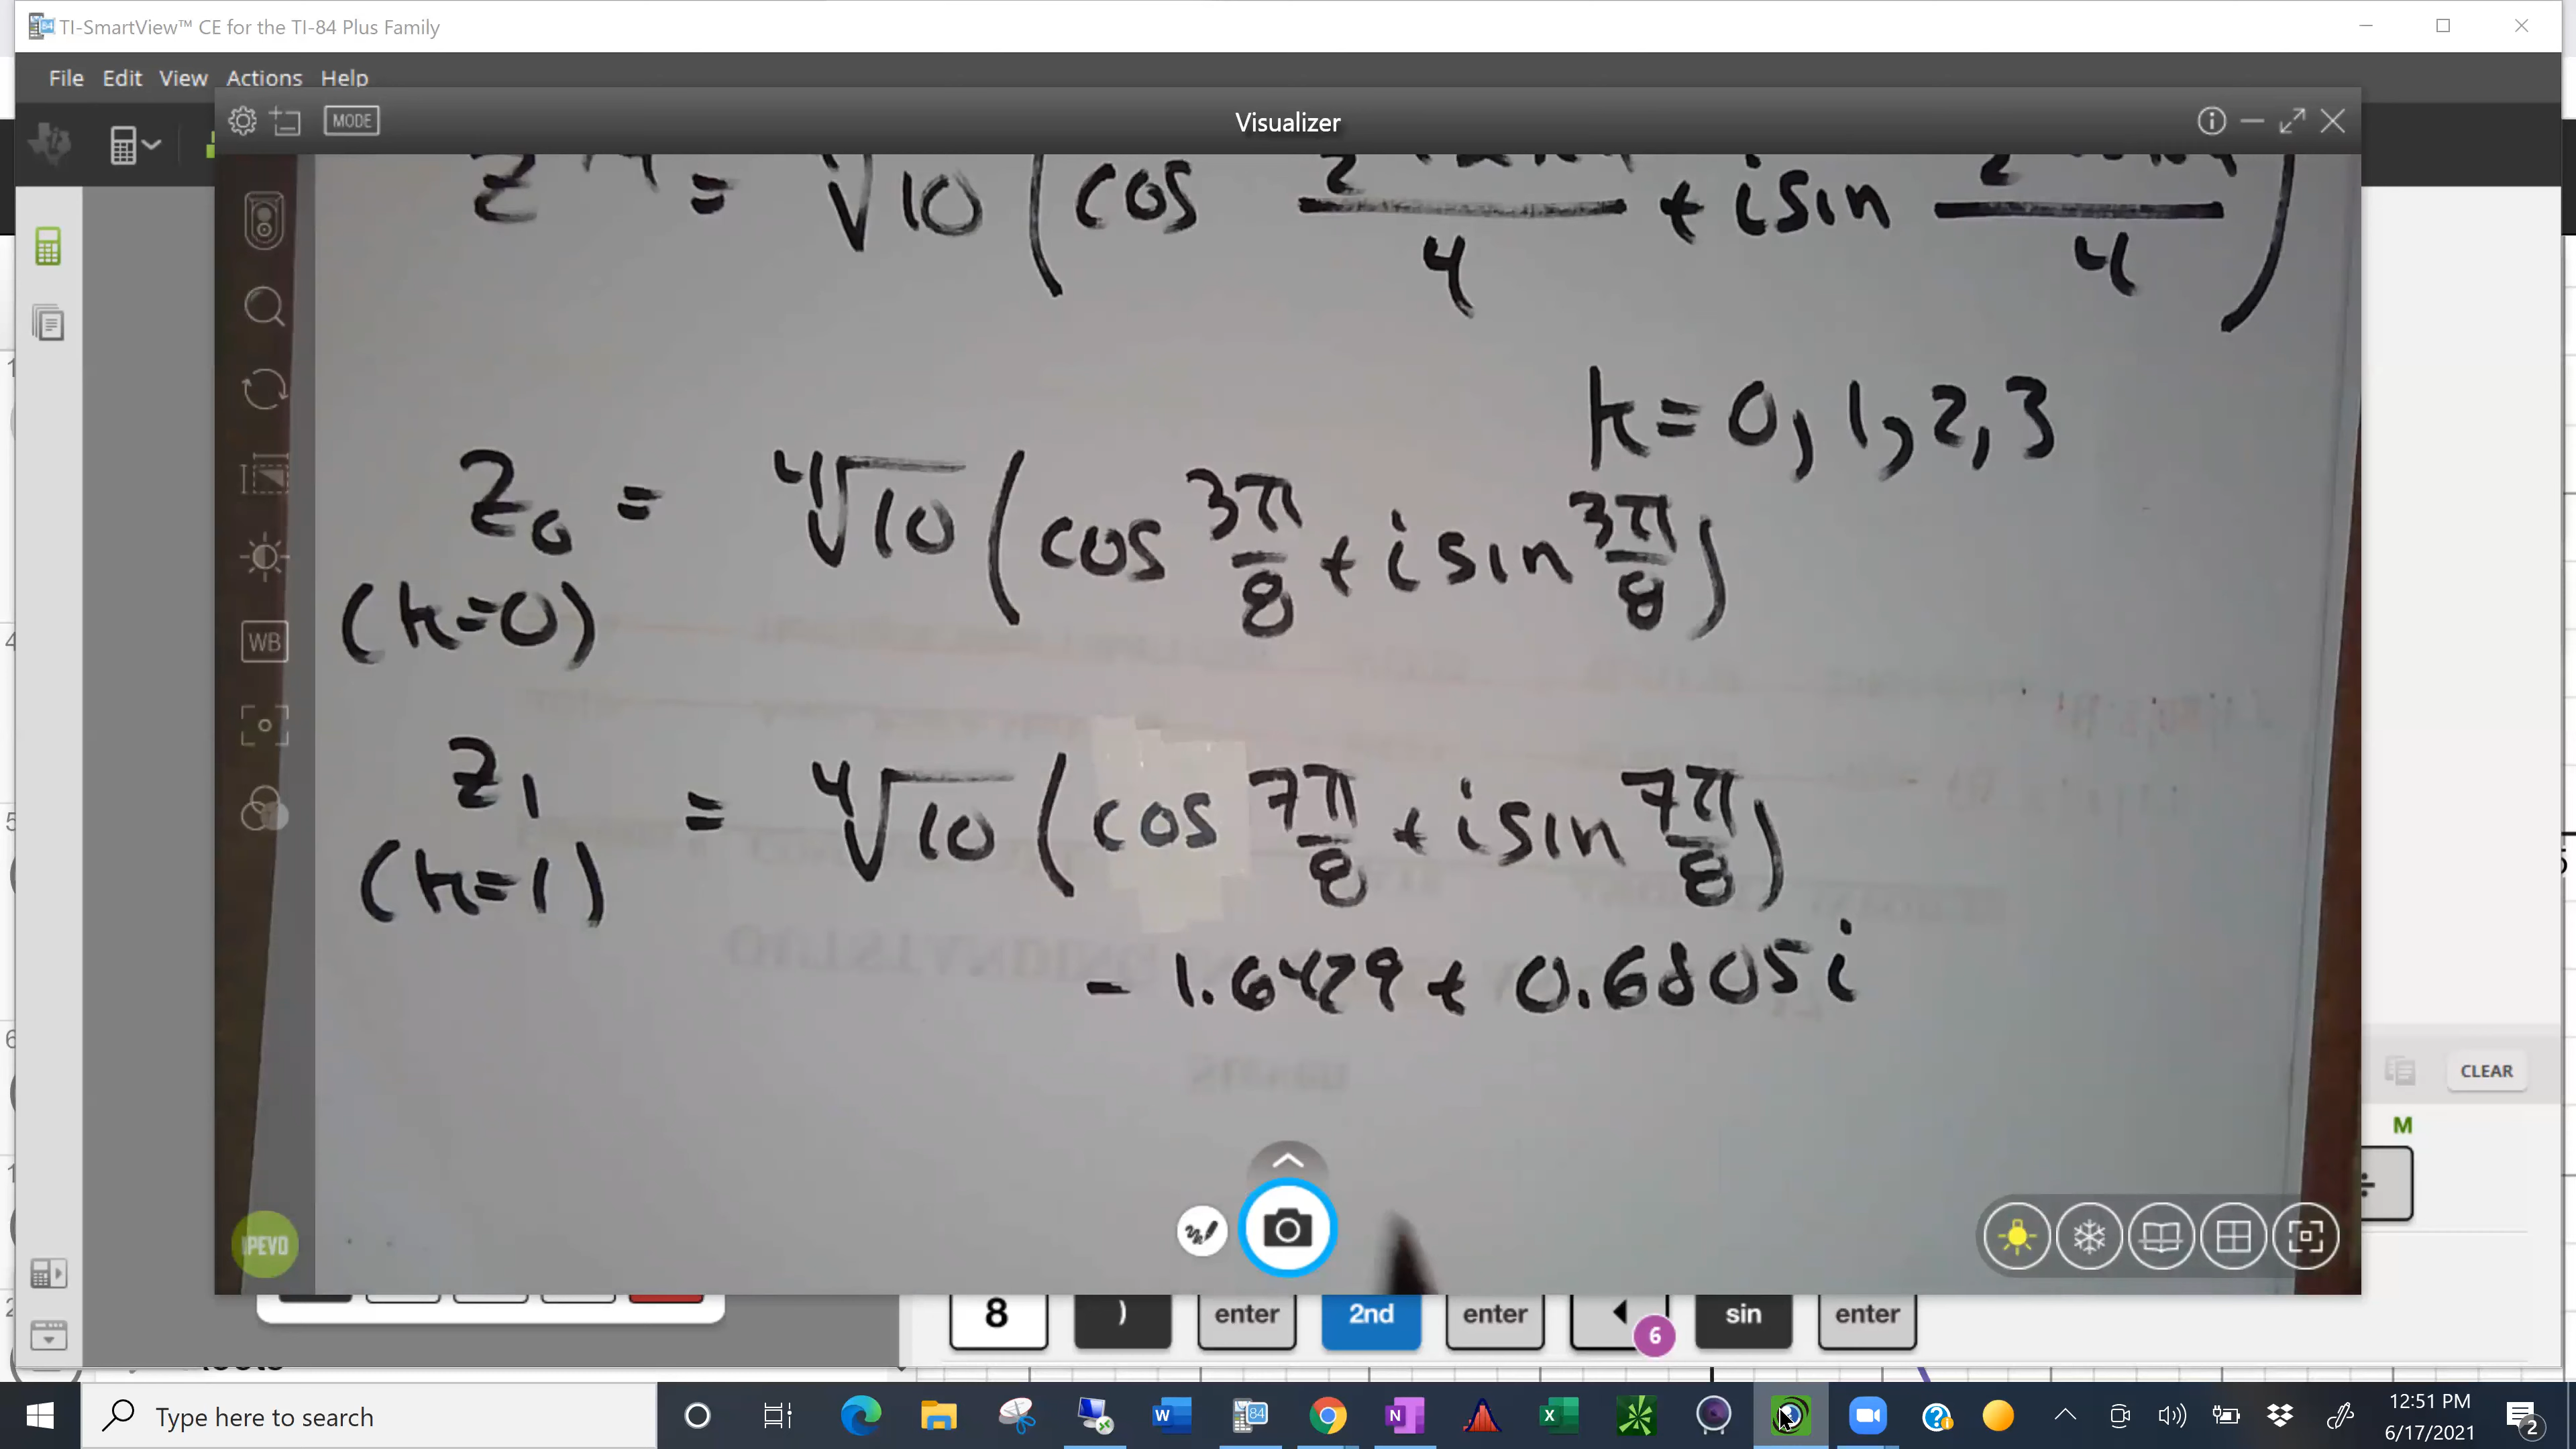 TI-SmartView™ CE for the TI-84 Plus Family
File Edit View Actions Help
MODE
Visualizer
= √10 (cos
4
+ i sin
4 )
k=0, 1, 2, 3
Z₀ = ⁴√10 (cos 3π/8 + i sin 3π/8)
(k=0)
WB
Z₁ = ⁴√10 (cos 7π/8 + i sin 7π/8)
(k=1)
- 1.6429 + 0.6805 i
CLEAR
M
IPEVO
8 ) enter 2nd enter 6 sin enter
Type here to search
12:51 PM
6/17/2021
2